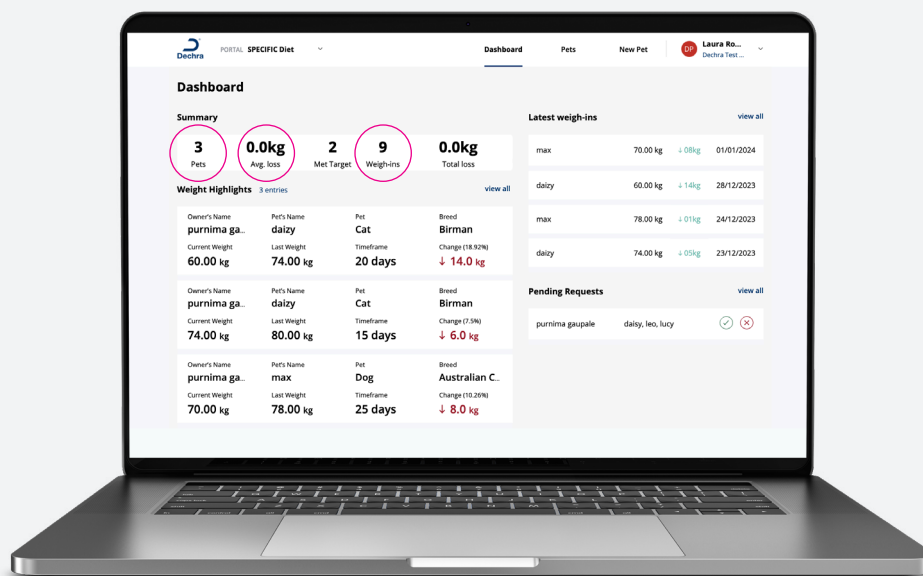 Dechra
PORTAL SPECIFIC Diet
Dashboard Pets New Pet
DP Laura Ro...
Dechra Test ...
Dashboard
Summary
3 0.0kg 2 9 0.0kg
Pets Avg. loss Met Target Weigh-ins Total loss
Weight Highlights 3 entries view all
Owner's Name Pet's Name Pet Breed
purnima ga... daizy Cat Birman
Current Weight Last Weight Timeframe Change (18.92%)
60.00 kg 74.00 kg 20 days ↓ 14.0 kg
Owner's Name Pet's Name Pet Breed
purnima ga... daizy Cat Birman
Current Weight Last Weight Timeframe Change (7.5%)
74.00 kg 80.00 kg 15 days ↓ 6.0 kg
Owner's Name Pet's Name Pet Breed
purnima ga... max Dog Australian C...
Current Weight Last Weight Timeframe Change (10.26%)
70.00 kg 78.00 kg 25 days ↓ 8.0 kg
Latest weigh-ins view all
max 70.00 kg ↓08kg 01/01/2024
daizy 60.00 kg ↓14kg 28/12/2023
max 78.00 kg ↓01kg 24/12/2023
daizy 74.00 kg ↓05kg 23/12/2023
Pending Requests view all
purnima gaupale daisy, leo, lucy